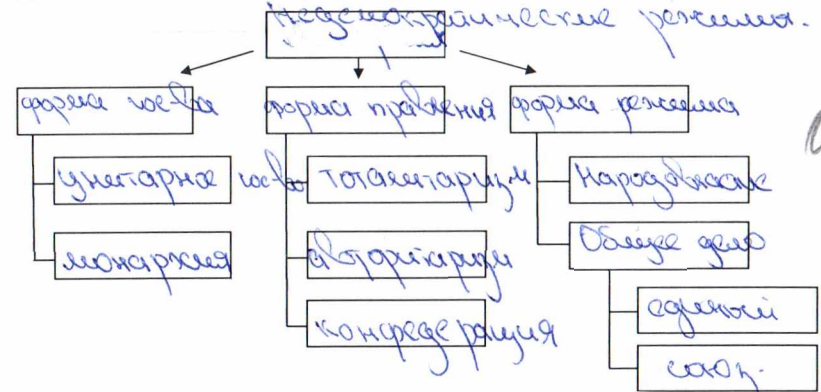 недемократические режимы.
форма гос-ва
форма правления
форма режима
унитарное гос-во
тоталитаризм
народовластие
монархия
авторитаризм
Общее дело
конфедерация
единый
союз.